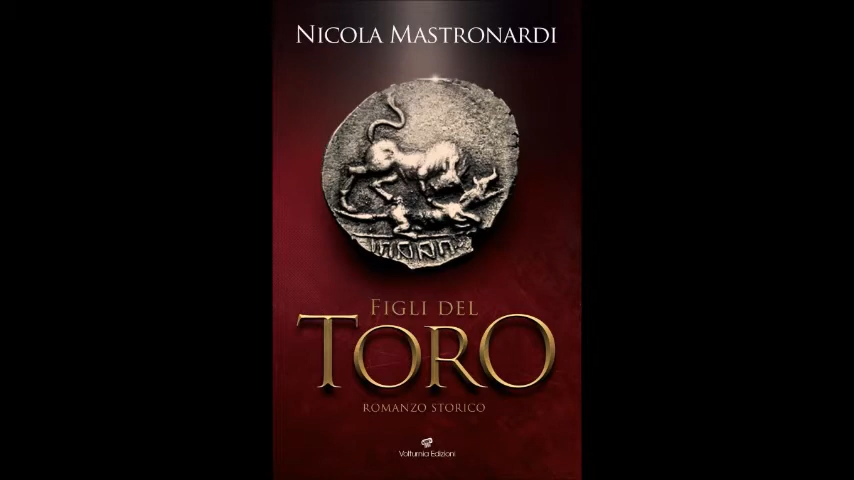 NICOLA MASTRONARDI
FIGLI DEL
TORO
ROMANZO STORICO
Volturnia Edizioni